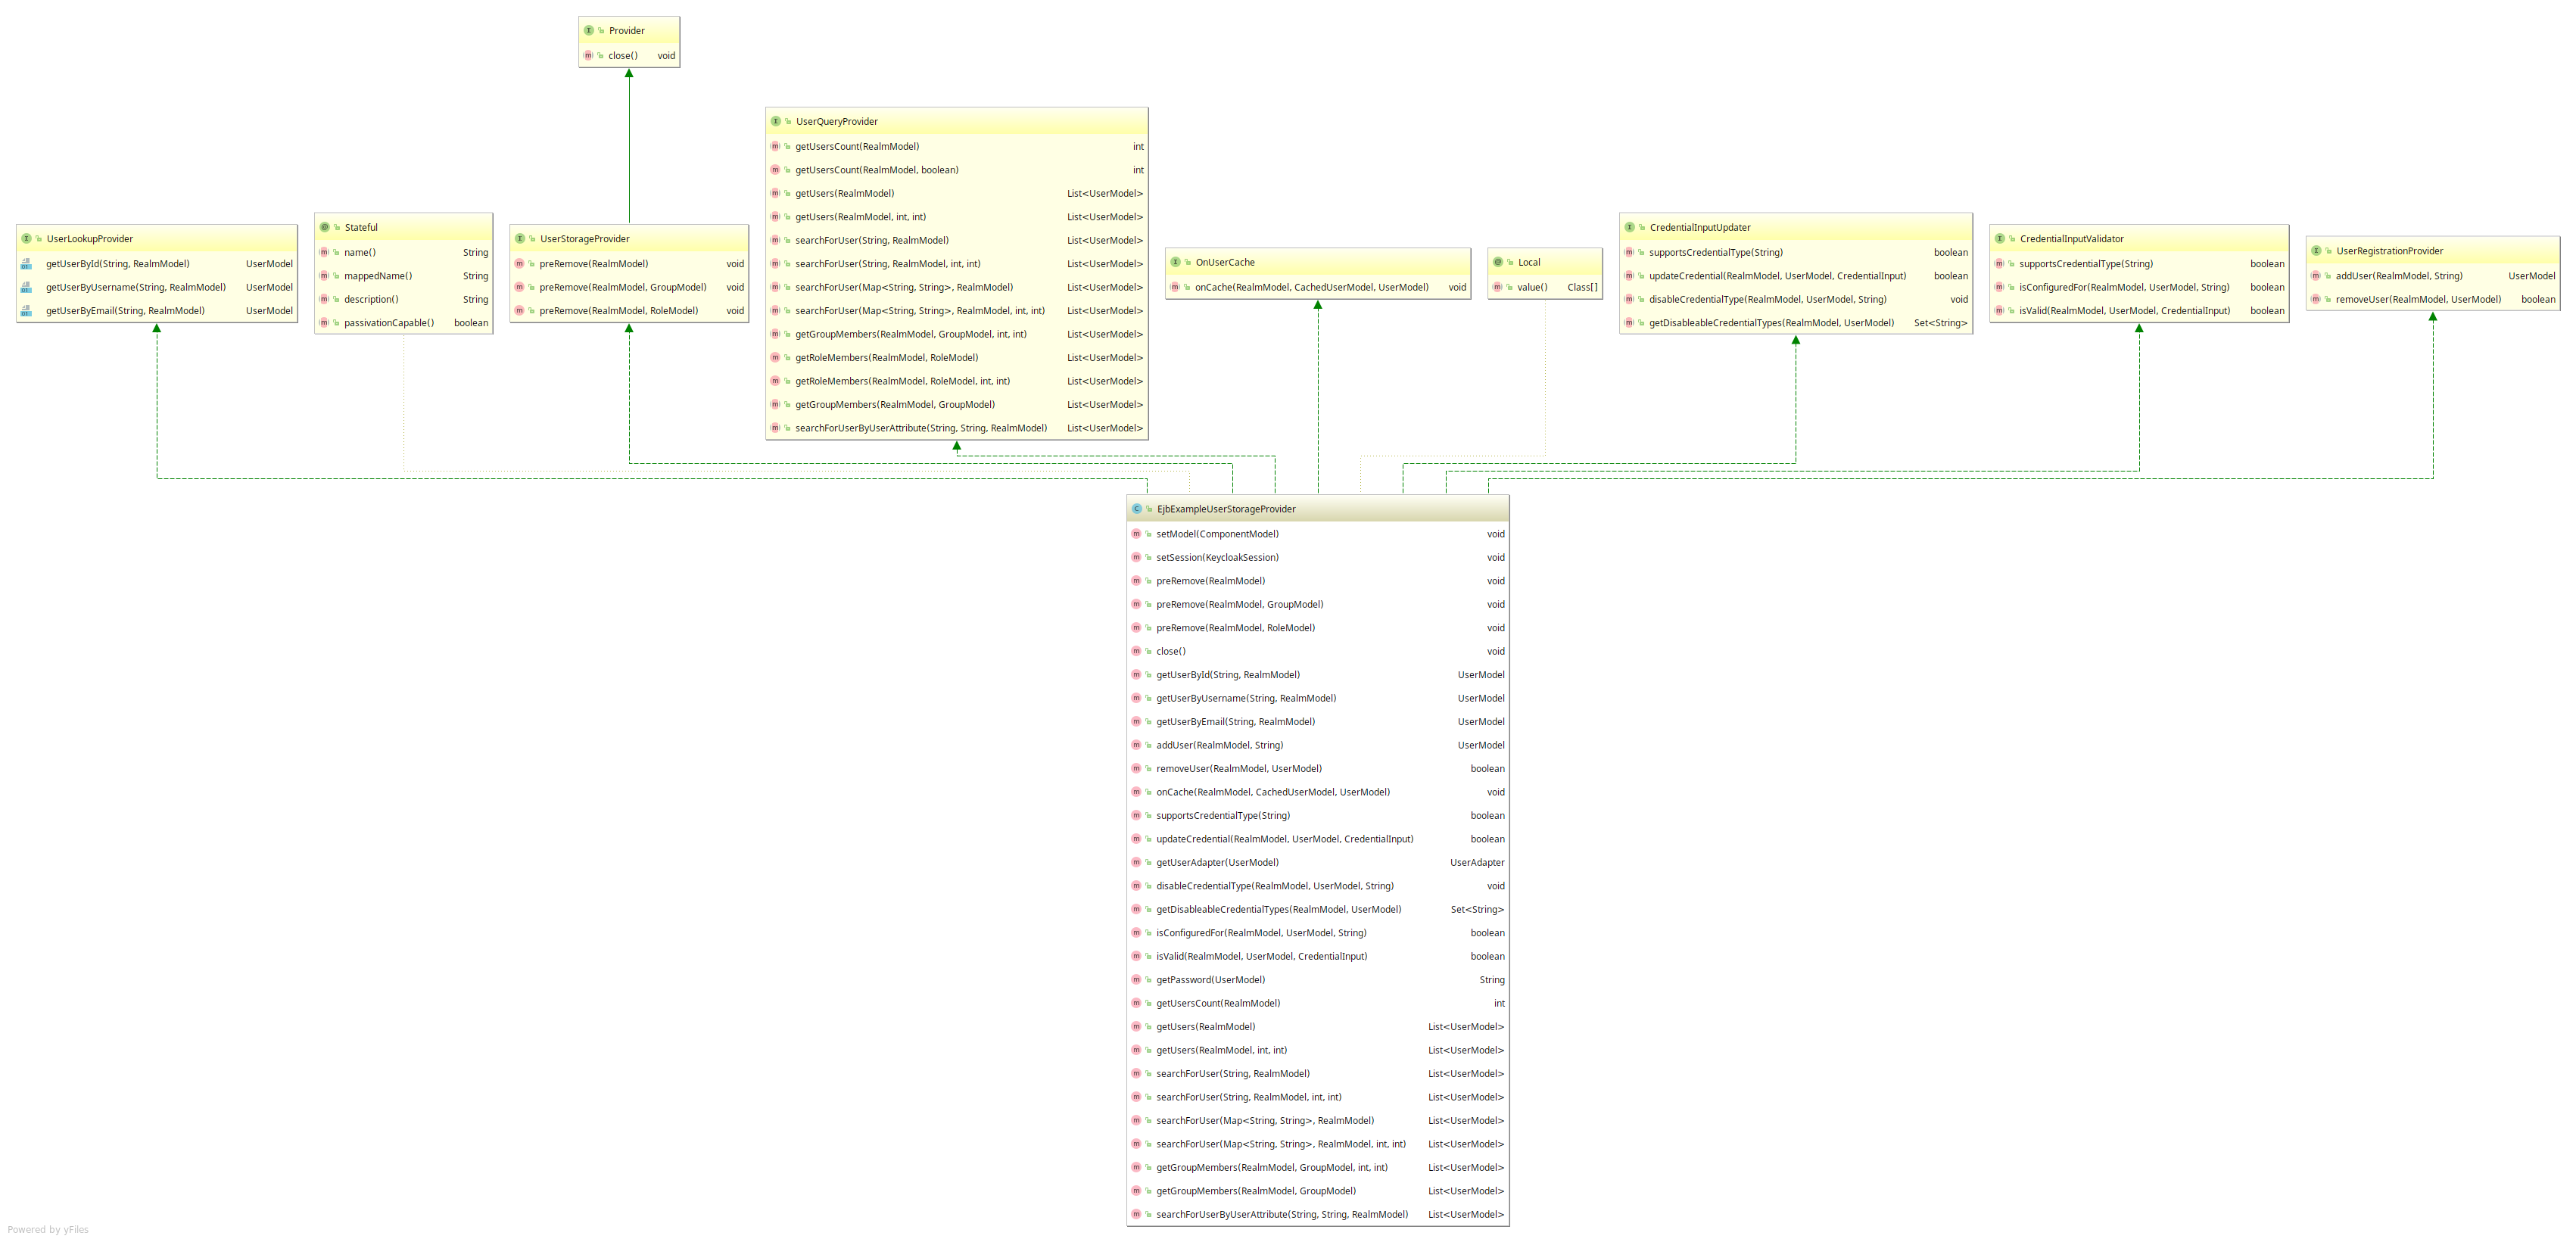 Provider
close() void
UserQueryProvider
getUsersCount(RealmModel) int
getUsersCount(RealmModel, boolean) int
getUsers(RealmModel) List<UserModel>
getUsers(RealmModel, int, int) List<UserModel>
searchForUser(String, RealmModel) List<UserModel>
searchForUser(String, RealmModel, int, int) List<UserModel>
searchForUser(Map<String, String>, RealmModel) List<UserModel>
searchForUser(Map<String, String>, RealmModel, int, int) List<UserModel>
getGroupMembers(RealmModel, GroupModel, int, int) List<UserModel>
getRoleMembers(RealmModel, RoleModel) List<UserModel>
getRoleMembers(RealmModel, RoleModel, int, int) List<UserModel>
getGroupMembers(RealmModel, GroupModel) List<UserModel>
searchForUserByUserAttribute(String, String, RealmModel) List<UserModel>
UserLookupProvider
getUserById(String, RealmModel) UserModel
getUserByUsername(String, RealmModel) UserModel
getUserByEmail(String, RealmModel) UserModel
Stateful
name() String
mappedName() String
description() String
passivationCapable() boolean
UserStorageProvider
preRemove(RealmModel) void
preRemove(RealmModel, GroupModel) void
preRemove(RealmModel, RoleModel) void
OnUserCache
onCache(RealmModel, CachedUserModel, UserModel) void
Local
value() Class[]
CredentialInputUpdater
supportsCredentialType(String) boolean
updateCredential(RealmModel, UserModel, CredentialInput) boolean
disableCredentialType(RealmModel, UserModel, String) void
getDisableableCredentialTypes(RealmModel, UserModel) Set<String>
CredentialInputValidator
supportsCredentialType(String) boolean
isConfiguredFor(RealmModel, UserModel, String) boolean
isValid(RealmModel, UserModel, CredentialInput) boolean
UserRegistrationProvider
addUser(RealmModel, String) UserModel
removeUser(RealmModel, UserModel) boolean
EjbExampleUserStorageProvider
setModel(ComponentModel) void
setSession(KeycloakSession) void
preRemove(RealmModel) void
preRemove(RealmModel, GroupModel) void
preRemove(RealmModel, RoleModel) void
close() void
getUserById(String, RealmModel) UserModel
getUserByUsername(String, RealmModel) UserModel
getUserByEmail(String, RealmModel) UserModel
addUser(RealmModel, String) UserModel
removeUser(RealmModel, UserModel) boolean
onCache(RealmModel, CachedUserModel, UserModel) void
supportsCredentialType(String) boolean
updateCredential(RealmModel, UserModel, CredentialInput) boolean
getUserAdapter(UserModel) UserAdapter
disableCredentialType(RealmModel, UserModel, String) void
getDisableableCredentialTypes(RealmModel, UserModel) Set<String>
isConfiguredFor(RealmModel, UserModel, String) boolean
isValid(RealmModel, UserModel, CredentialInput) boolean
getPassword(UserModel) String
getUsersCount(RealmModel) int
getUsers(RealmModel) List<UserModel>
getUsers(RealmModel, int, int) List<UserModel>
searchForUser(String, RealmModel) List<UserModel>
searchForUser(String, RealmModel, int, int) List<UserModel>
searchForUser(Map<String, String>, RealmModel) List<UserModel>
searchForUser(Map<String, String>, RealmModel, int, int) List<UserModel>
getGroupMembers(RealmModel, GroupModel, int, int) List<UserModel>
getGroupMembers(RealmModel, GroupModel) List<UserModel>
searchForUserByUserAttribute(String, String, RealmModel) List<UserModel>
Powered by yFiles